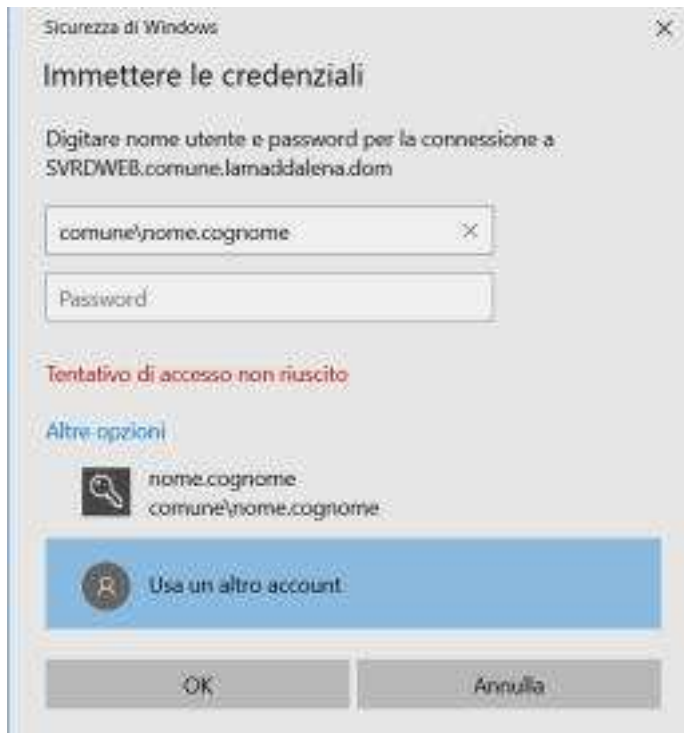 Sicurezza di Windows
Immettere le credenziali
Digitare nome utente e password per la connessione a
SVRDWEB.comune.lamaddalena.dom
comune\nome.cognome
Password
Tentativo di accesso non riuscito
Altre opzioni
nome.cognome
comune\nome.cognome
Usa un altro account
OK
Annulla